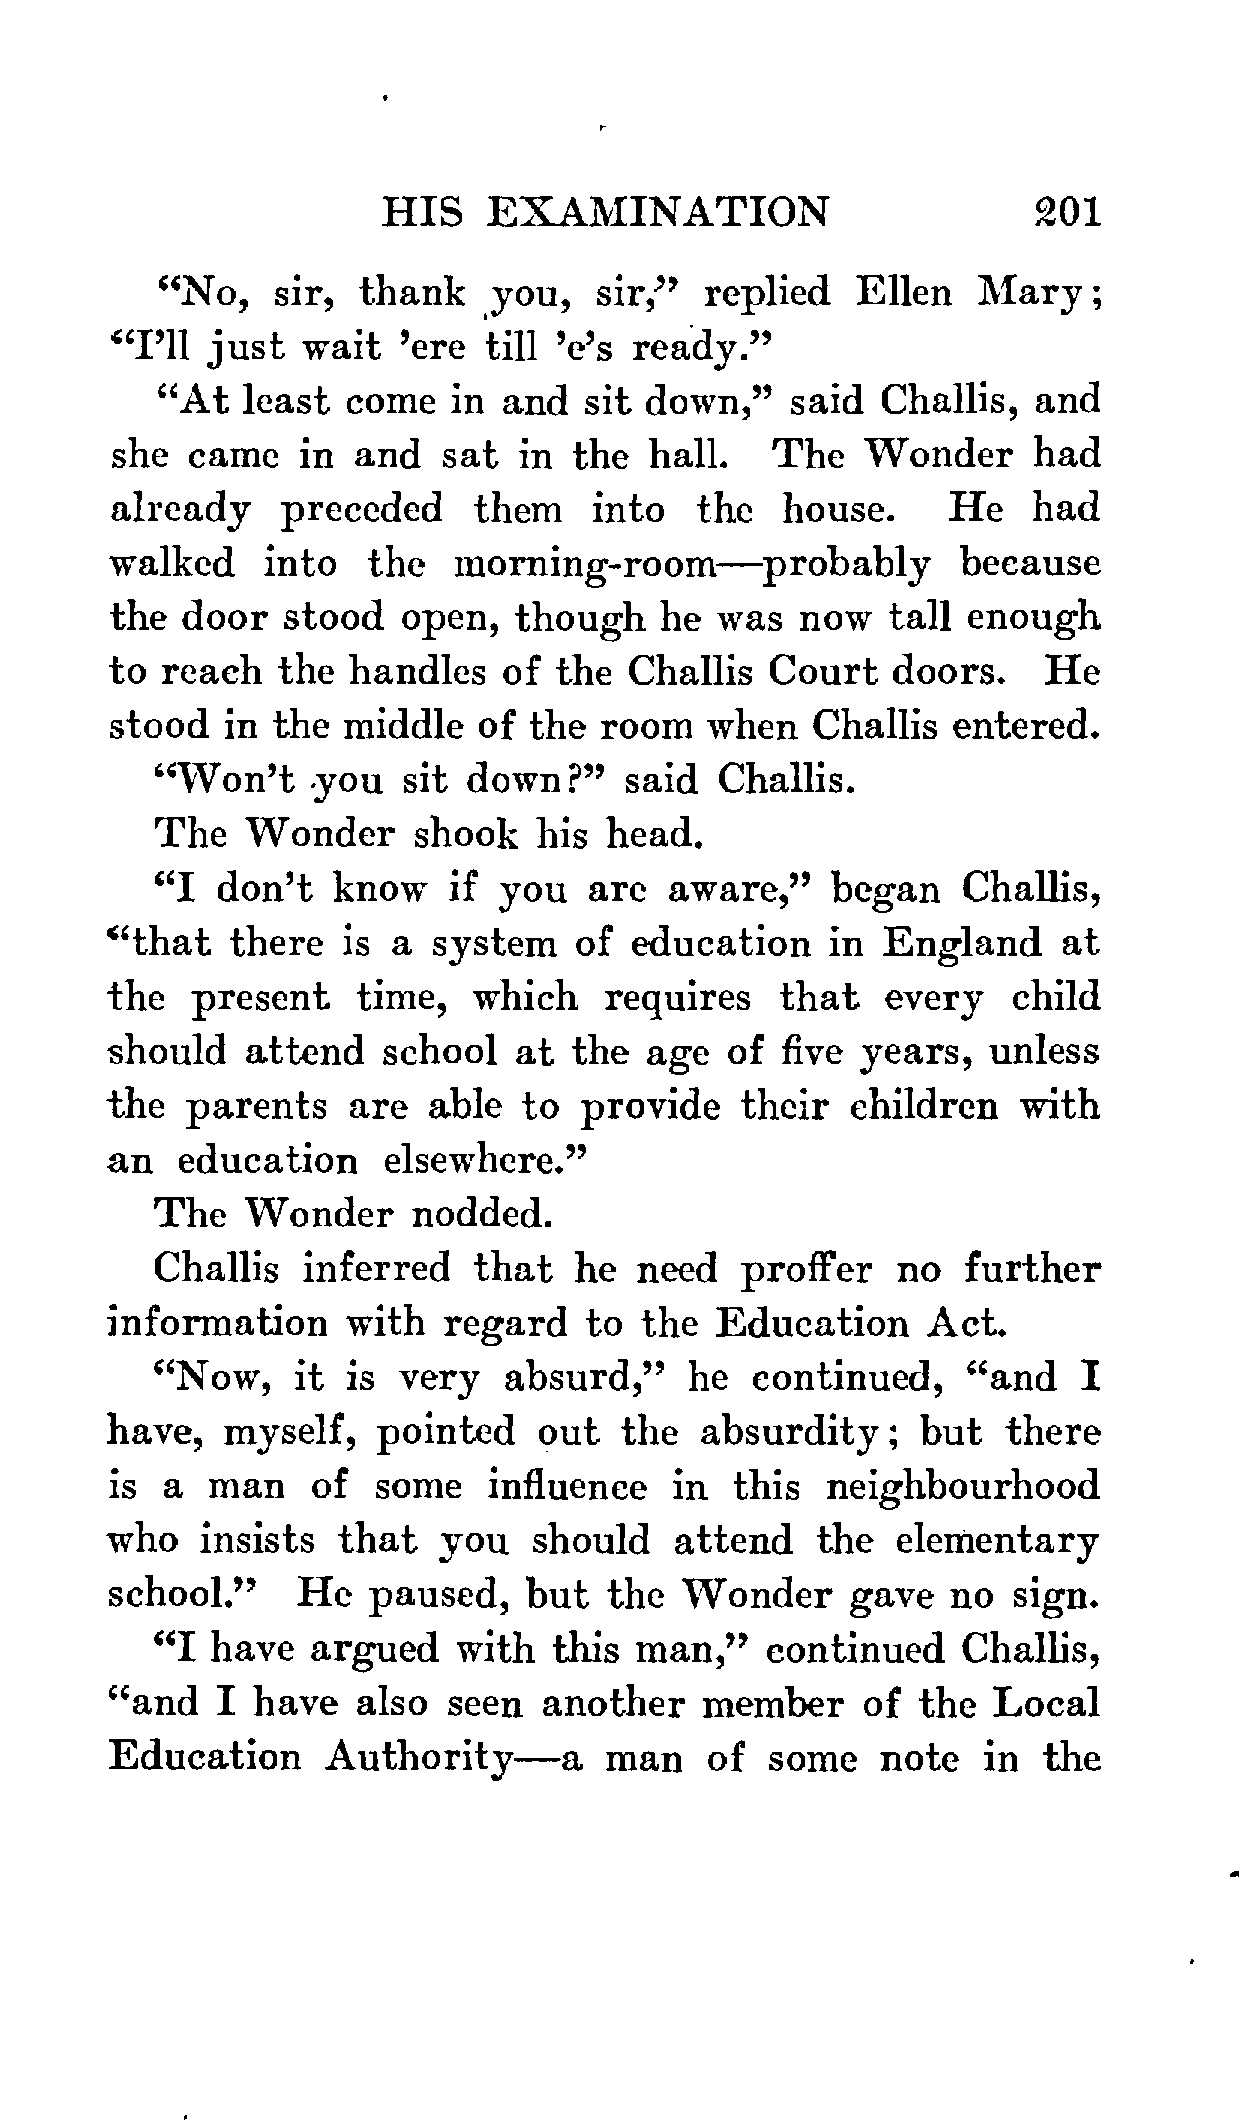 HIS EXAMINATION 201
“No, sir, thank you, sir,” replied Ellen Mary;
“I’ll just wait ’ere till ’e’s ready.”
“At least come in and sit down,” said Challis, and
she came in and sat in the hall. The Wonder had
already preceded them into the house. He had
walked into the morning-room—probably because
the door stood open, though he was now tall enough
to reach the handles of the Challis Court doors. He
stood in the middle of the room when Challis entered.
“Won’t you sit down?” said Challis.
The Wonder shook his head.
“I don’t know if you are aware,” began Challis,
“that there is a system of education in England at
the present time, which requires that every child
should attend school at the age of five years, unless
the parents are able to provide their children with
an education elsewhere.”
The Wonder nodded.
Challis inferred that he need proffer no further
information with regard to the Education Act.
“Now, it is very absurd,” he continued, “and I
have, myself, pointed out the absurdity; but there
is a man of some influence in this neighbourhood
who insists that you should attend the elementary
school.” He paused, but the Wonder gave no sign.
“I have argued with this man,” continued Challis,
“and I have also seen another member of the Local
Education Authority—a man of some note in the